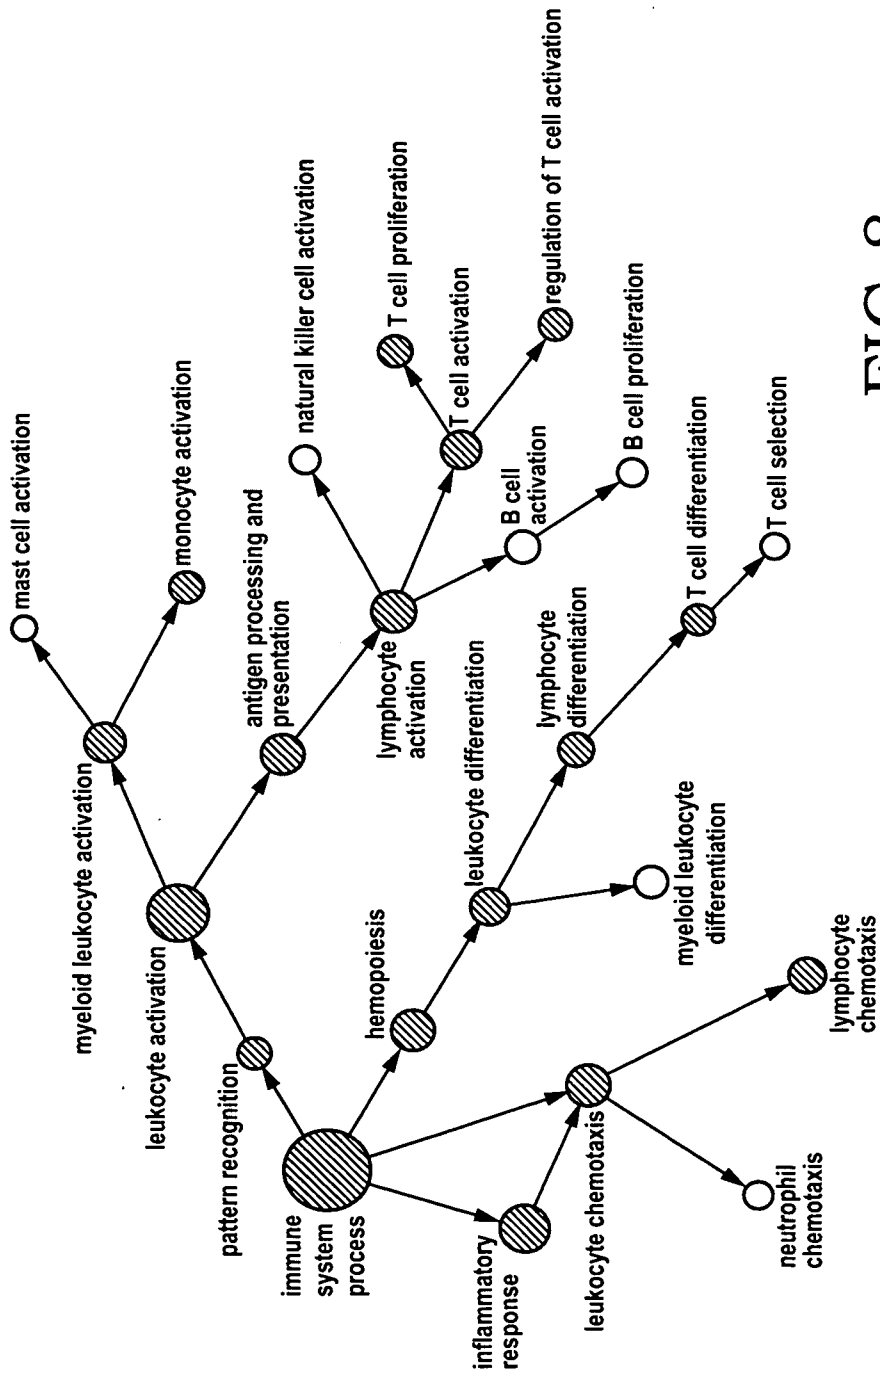 mast cell activation
monocyte activation
myeloid leukocyte activation
leukocyte activation
antigen processing and
presentation
natural killer cell activation
T cell proliferation
T cell activation
regulation of T cell activation
lymphocyte
activation
B cell
activation
B cell proliferation
pattern recognition
immune
system
process
hemopoiesis
leukocyte differentiation
lymphocyte
differentiation
T cell differentiation
T cell selection
myeloid leukocyte
differentiation
inflammatory
response
leukocyte chemotaxis
neutrophil
chemotaxis
lymphocyte
chemotaxis